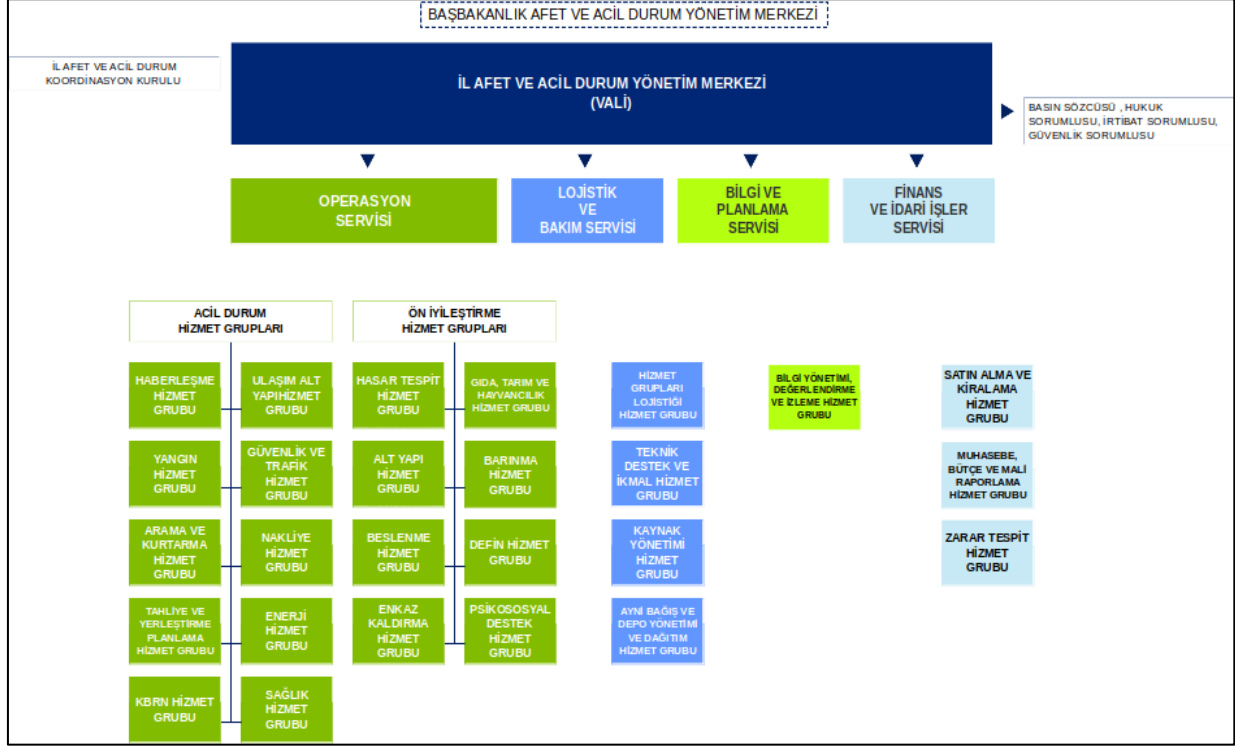 BAŞBAKANLIK AFET VE ACİL DURUM YÖNETİM MERKEZİ
İL AFET VE ACİL DURUM
KOORDİNASYON KURULU
İL AFET VE ACİL DURUM YÖNETİM MERKEZİ
(VALİ)
BASIN SÖZCÜSÜ , HUKUK
SORUMLUSU, İRTİBAT SORUMLUSU,
GÜVENLİK SORUMLUSU
OPERASYON
SERVİSİ
LOJİSTİK
VE
BAKIM SERVİSİ
BİLGİ VE
PLANLAMA
SERVİSİ
FİNANS
VE İDARİ İŞLER
SERVİSİ
ACİL DURUM
HİZMET GRUPLARI
ÖN İYİLEŞTİRME
HİZMET GRUPLARI
HABERLEŞME
HİZMET
GRUBU
ULAŞIM ALT
YAPIHİZMET
GRUBU
HASAR TESPİT
HİZMET
GRUBU
GIDA, TARIM VE
HAYVANCILIK
HİZMET GRUBU
HİZMET
GRUPLARI
LOJİSTİĞİ
HİZMET GRUBU
BİLGİ YÖNETİMİ,
DEĞERLENDİRME
VE İZLEME HİZMET
GRUBU
SATIN ALMA VE
KİRALAMA
HİZMET
GRUBU
YANGIN
HİZMET
GRUBU
GÜVENLİK VE
TRAFİK
HİZMET
GRUBU
ALT YAPI
HİZMET
GRUBU
BARINMA
HİZMET
GRUBU
TEKNİK
DESTEK VE
İKMAL HİZMET
GRUBU
MUHASEBE,
BÜTÇE VE MALİ
RAPORLAMA
HİZMET GRUBU
ARAMA VE
KURTARMA
HİZMET
GRUBU
NAKLİYE
HİZMET
GRUBU
BESLENME
HİZMET
GRUBU
DEFİN HİZMET
GRUBU
KAYNAK
YÖNETİMİ
HİZMET
GRUBU
ZARAR TESPİT
HİZMET
GRUBU
TAHLİYE VE
YERLEŞTİRME
PLANLAMA
HİZMET GRUBU
ENERJİ
HİZMET
GRUBU
ENKAZ
KALDIRMA
HİZMET
GRUBU
PSİKOSOSYAL
DESTEK
HİZMET
GRUBU
AYNİ BAĞIŞ VE
DEPO YÖNETİMİ
VE DAĞITIM
HİZMET GRUBU
KBRN HİZMET
GRUBU
SAĞLIK
HİZMET
GRUBU